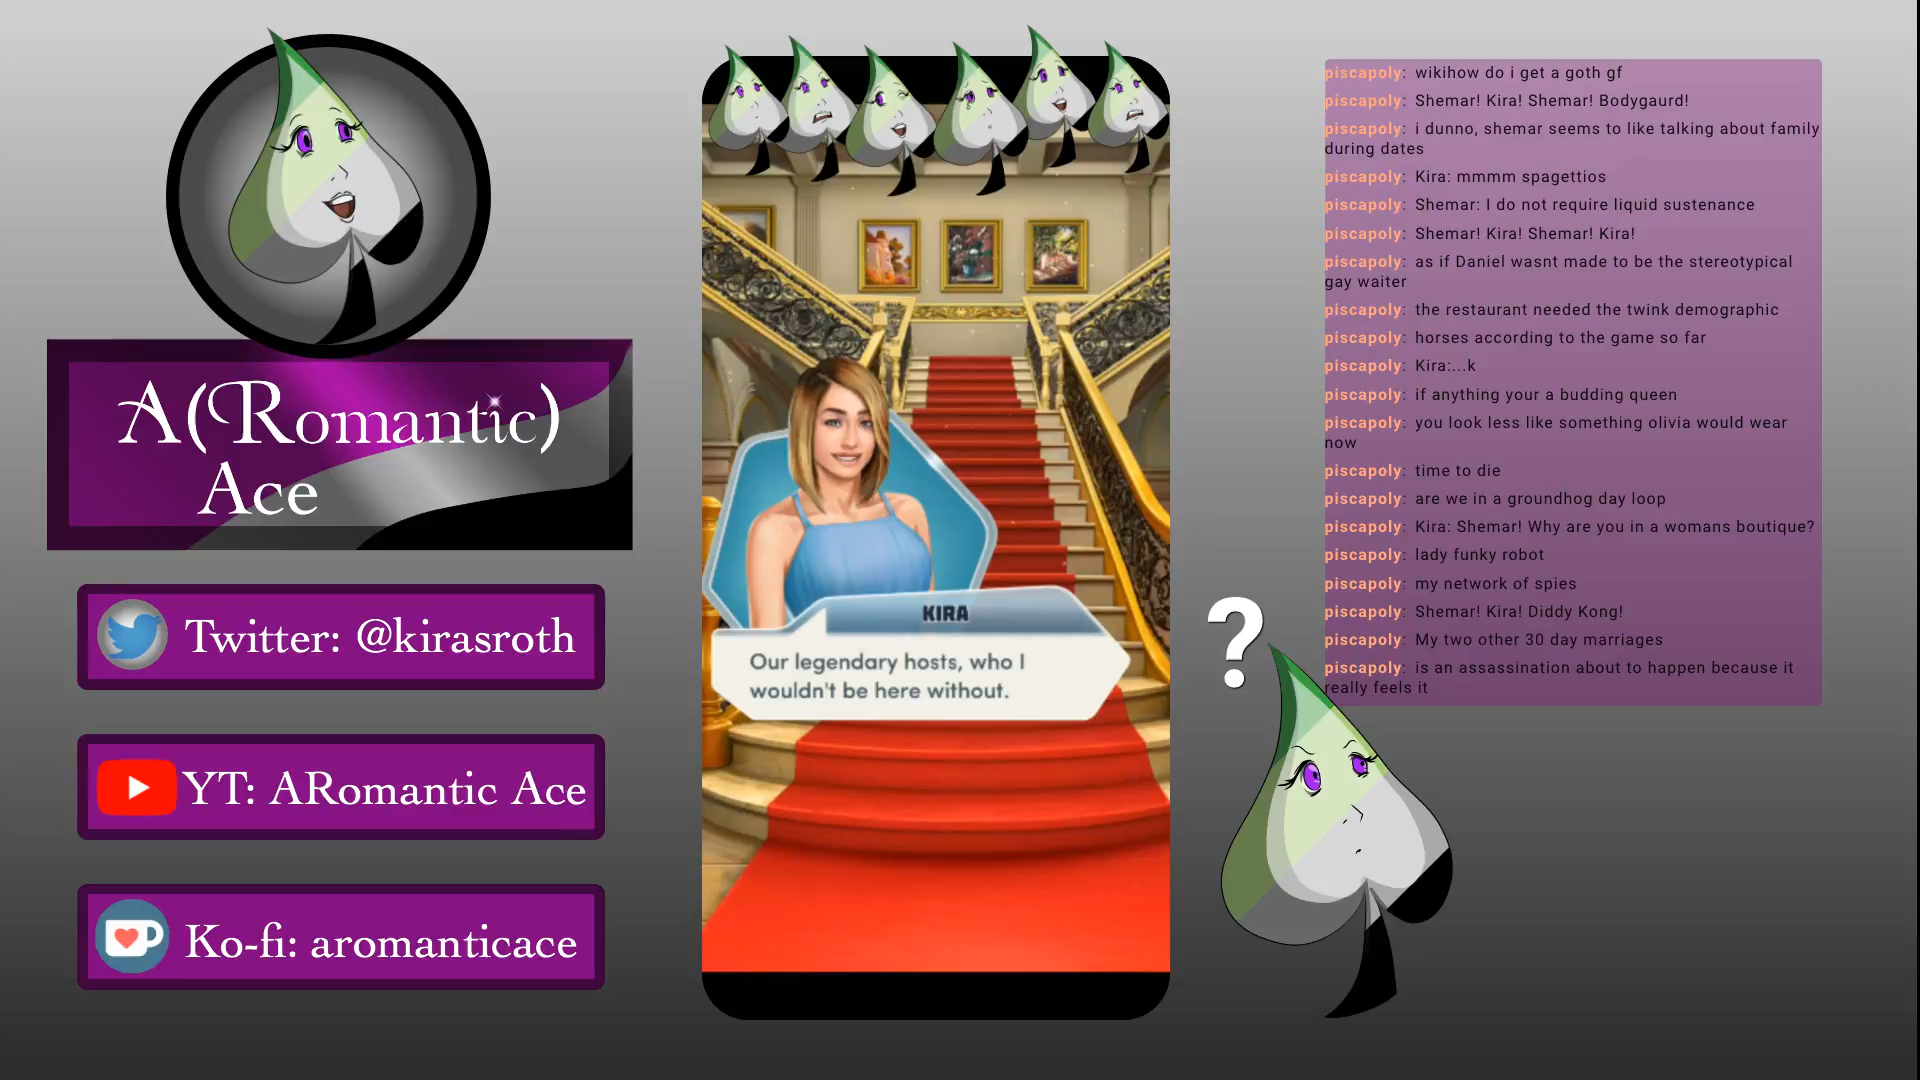 A(Romantic)
Ace
Twitter: @kirasroth
YT: ARomantic Ace
Ko-fi: aromanticace
KIRA
Our legendary hosts, who I
wouldn't be here without.
?
piscapoly: wikihow do i get a goth gf
piscapoly: Shemar! Kira! Shemar! Bodygaurd!
piscapoly: i dunno, shemar seems to like talking about family
during dates
piscapoly: Kira: mmmm spagettios
piscapoly: Shemar: I do not require liquid sustenance
piscapoly: Shemar! Kira! Shemar! Kira!
piscapoly: as if Daniel wasnt made to be the stereotypical
gay waiter
piscapoly: the restaurant needed the twink demographic
piscapoly: horses according to the game so far
piscapoly: Kira:...k
piscapoly: if anything your a budding queen
piscapoly: you look less like something olivia would wear
now
piscapoly: time to die
piscapoly: are we in a groundhog day loop
piscapoly: Kira: Shemar! Why are you in a womans boutique?
piscapoly: lady funky robot
piscapoly: my network of spies
piscapoly: Shemar! Kira! Diddy Kong!
piscapoly: My two other 30 day marriages
piscapoly: is an assassination about to happen because it
really feels it